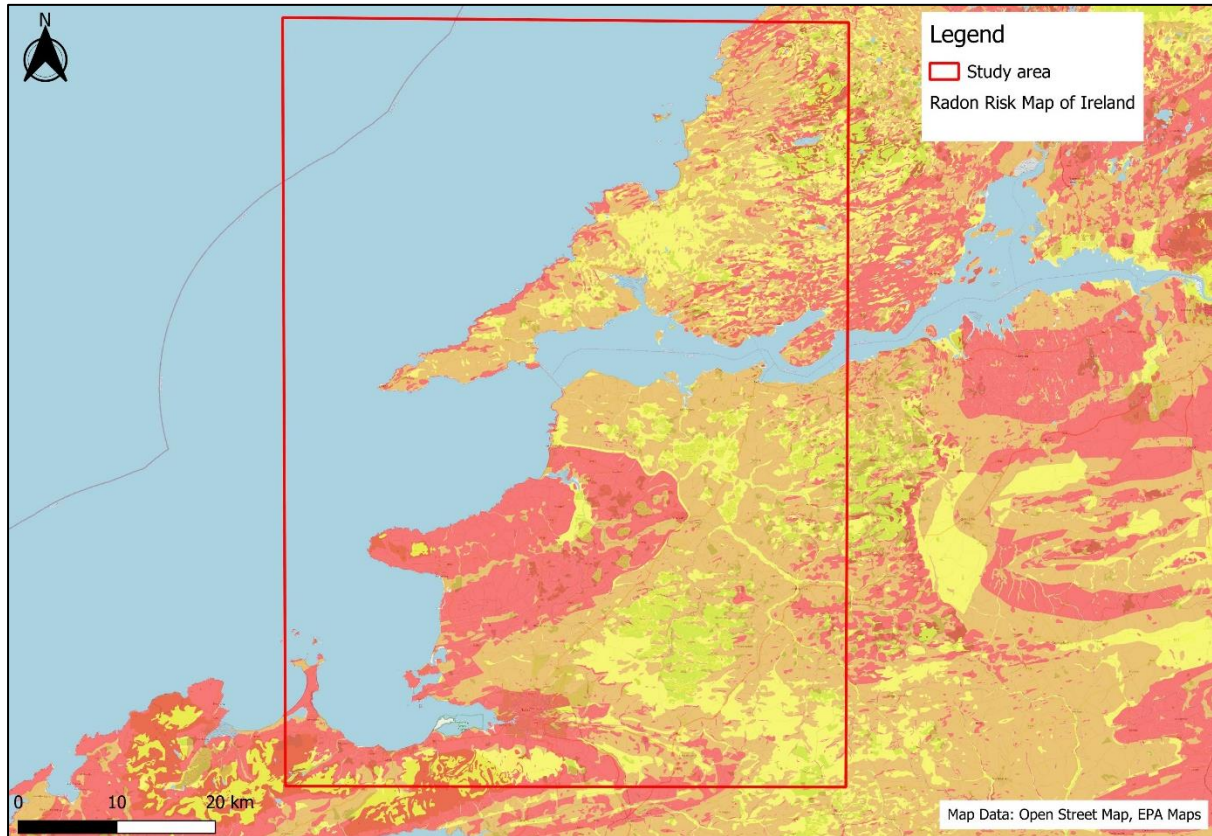 N
Legend
Study area
Radon Risk Map of Ireland
0 10 20 km
Map Data: Open Street Map, EPA Maps